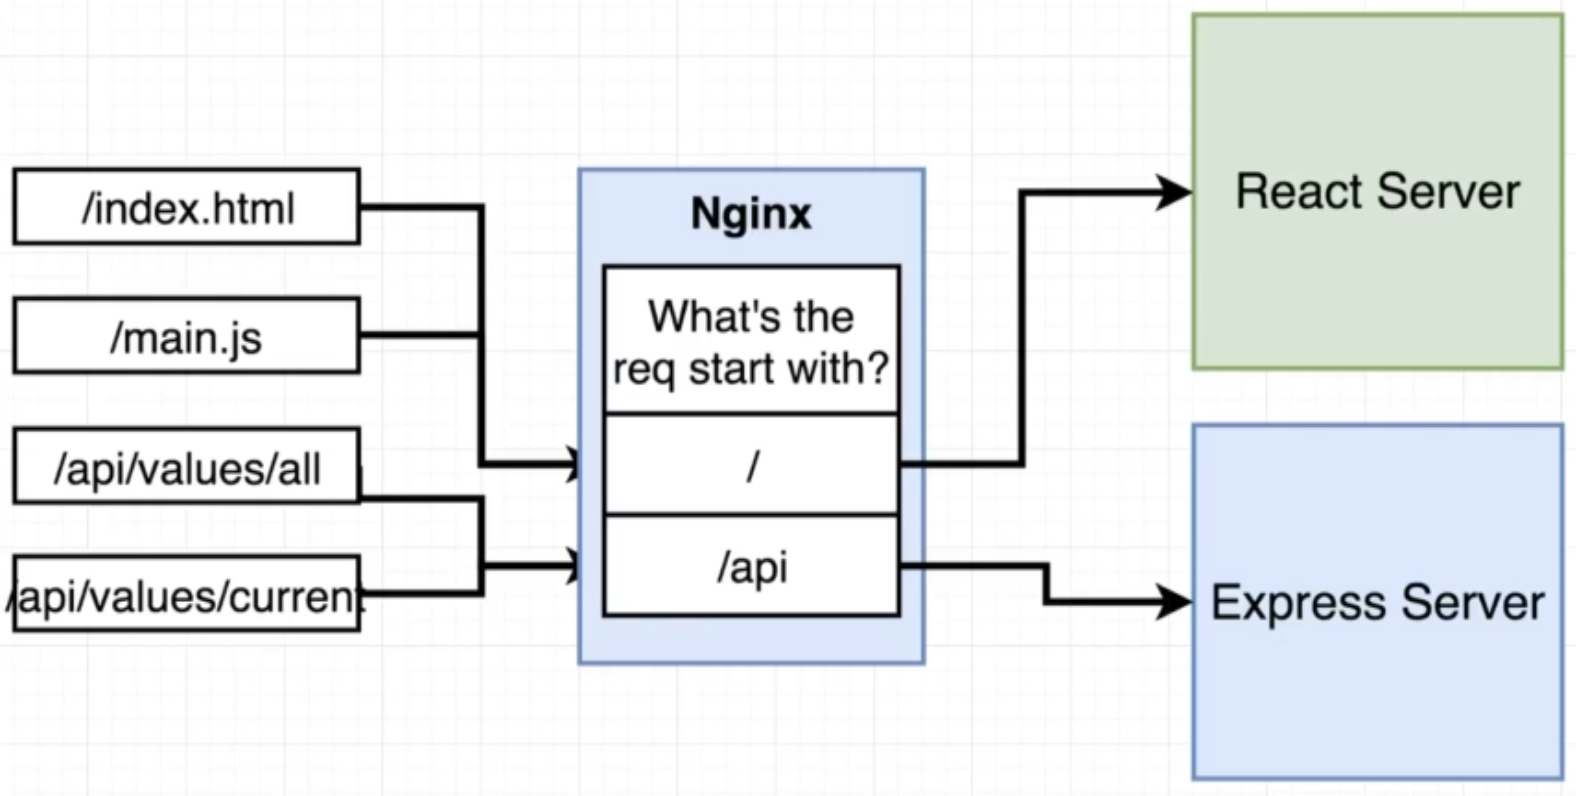 /index.html
/main.js
/api/values/all
/api/values/current
Nginx
What's the
req start with?
/
/api
React Server
Express Server